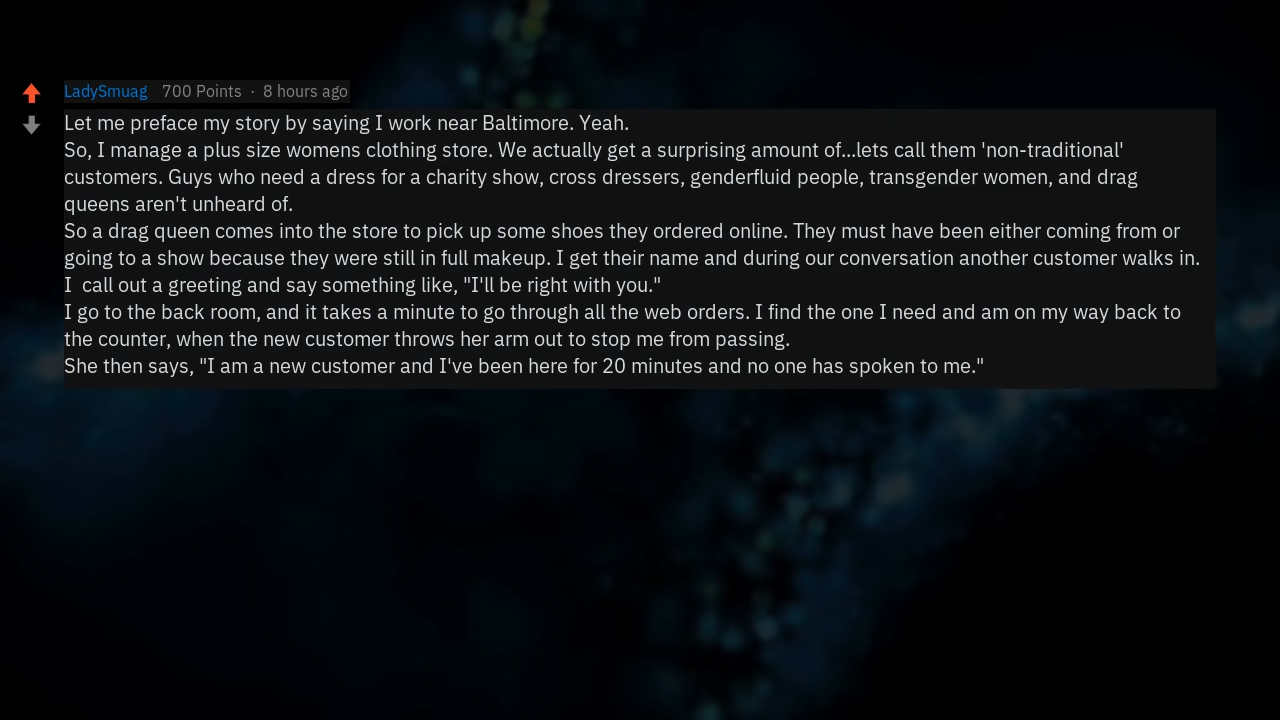 LadySmuag 700 Points · 8 hours ago
Let me preface my story by saying I work near Baltimore. Yeah.
So, I manage a plus size womens clothing store. We actually get a surprising amount of...lets call them 'non-traditional'
customers. Guys who need a dress for a charity show, cross dressers, genderfluid people, transgender women, and drag
queens aren't unheard of.
So a drag queen comes into the store to pick up some shoes they ordered online. They must have been either coming from or
going to a show because they were still in full makeup. I get their name and during our conversation another customer walks in.
I  call out a greeting and say something like, "I'll be right with you."
I go to the back room, and it takes a minute to go through all the web orders. I find the one I need and am on my way back to
the counter, when the new customer throws her arm out to stop me from passing.
She then says, "I am a new customer and I've been here for 20 minutes and no one has spoken to me."